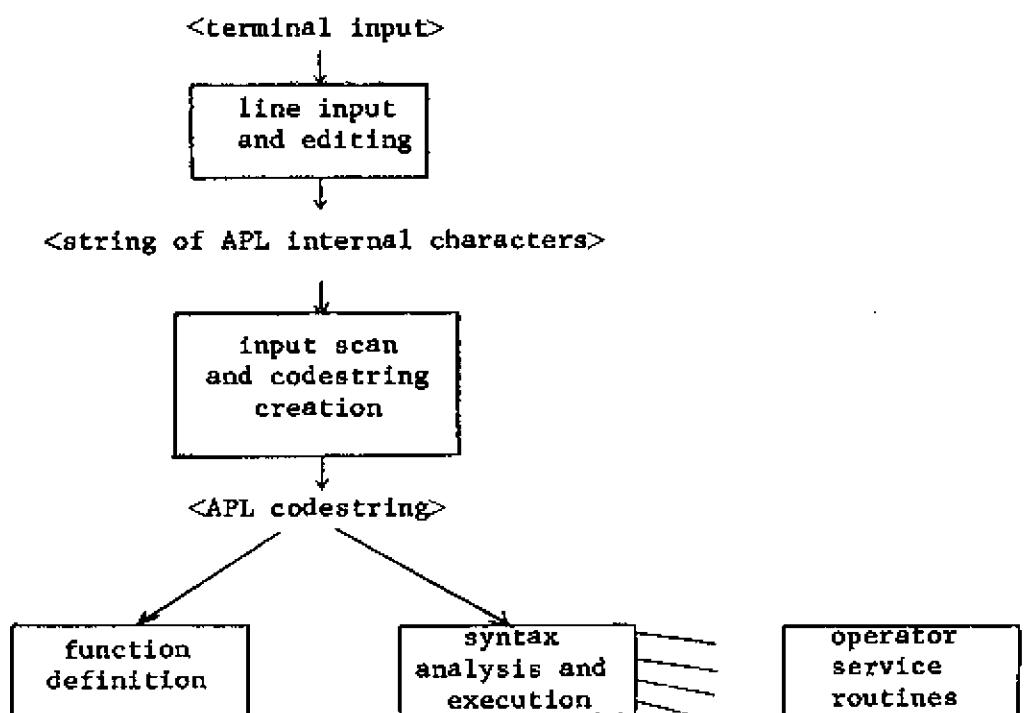 <terminal input>
line input
and editing
<string of APL internal characters>
input scan
and codestring
creation
<APL codestring>
function
definition
syntax
analysis and
execution
operator
service
routines